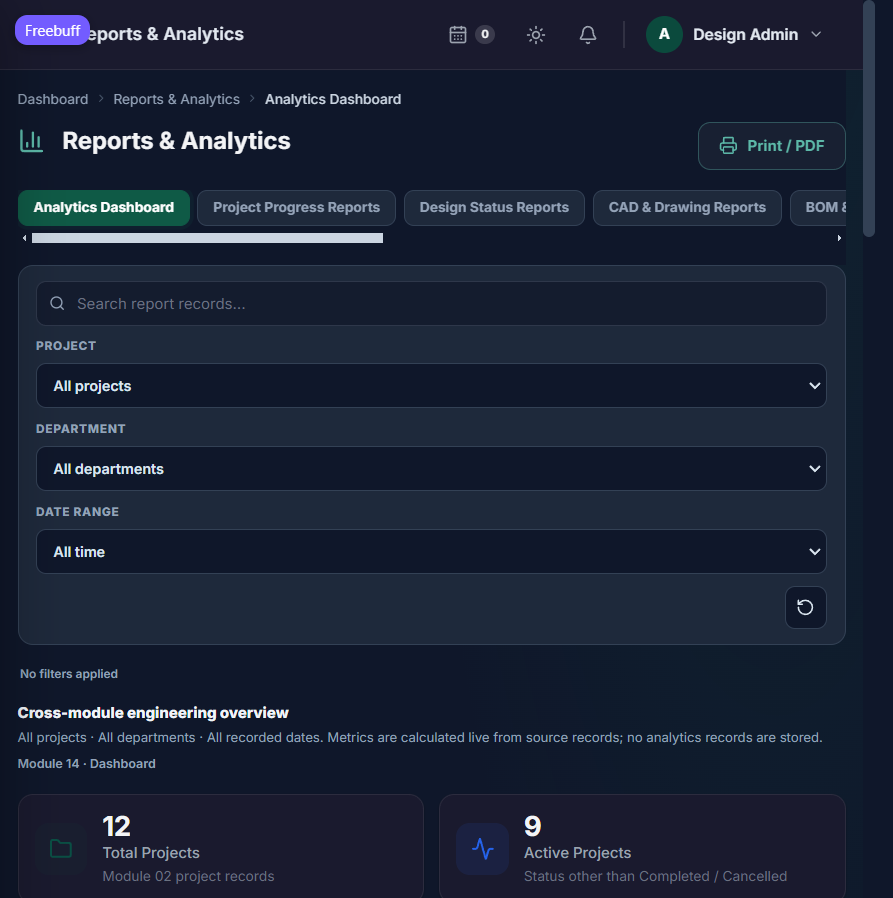 Freebuff
eports & Analytics
0
A
Design Admin
Dashboard > Reports & Analytics > Analytics Dashboard
Reports & Analytics
Print / PDF
Analytics Dashboard
Project Progress Reports
Design Status Reports
CAD & Drawing Reports
BOM &
Search report records...
PROJECT
All projects
DEPARTMENT
All departments
DATE RANGE
All time
No filters applied
Cross-module engineering overview
All projects · All departments · All recorded dates. Metrics are calculated live from source records; no analytics records are stored.
Module 14 · Dashboard
12
Total Projects
Module 02 project records
9
Active Projects
Status other than Completed / Cancelled